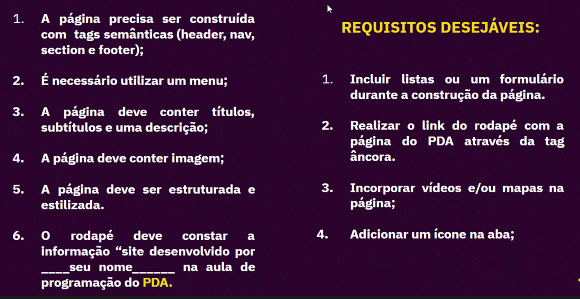 1. A página precisa ser construída
com tags semânticas (header, nav,
section e footer);
2. É necessário utilizar um menu;
3. A página deve conter títulos,
subtítulos e uma descrição;
4. A página deve conter imagem;
5. A página deve ser estruturada e
estilizada.
6. O rodapé deve constar a
informação “site desenvolvido por
____seu nome______ na aula de
programação do PDA.
REQUISITOS DESEJÁVEIS:
1. Incluir listas ou um formulário
durante a construção da página.
2. Realizar o link do rodapé com a
página do PDA através da tag
âncora.
3. Incorporar vídeos e/ou mapas na
página;
4. Adicionar um ícone na aba;